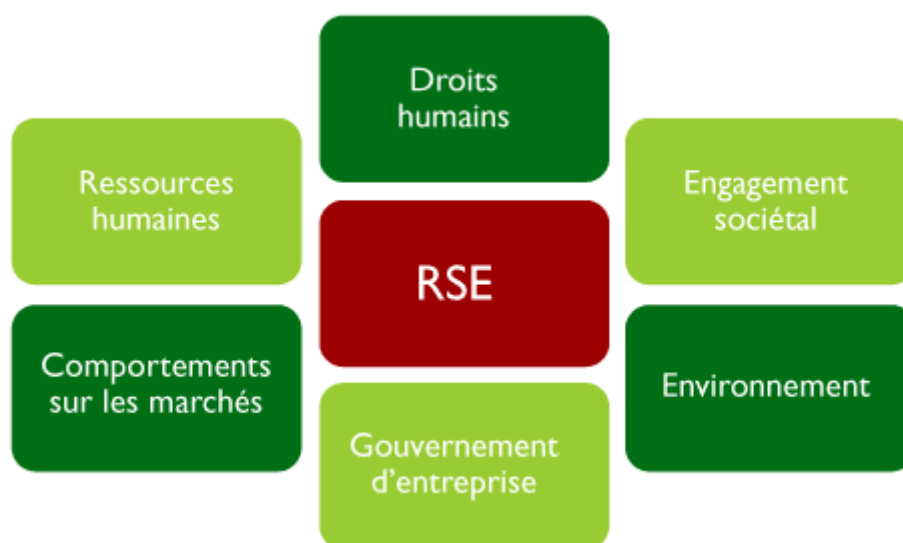 Droits
humains
Ressources
humaines
Engagement
sociétal
RSE
Comportements
sur les marchés
Environnement
Gouvernement
d'entreprise